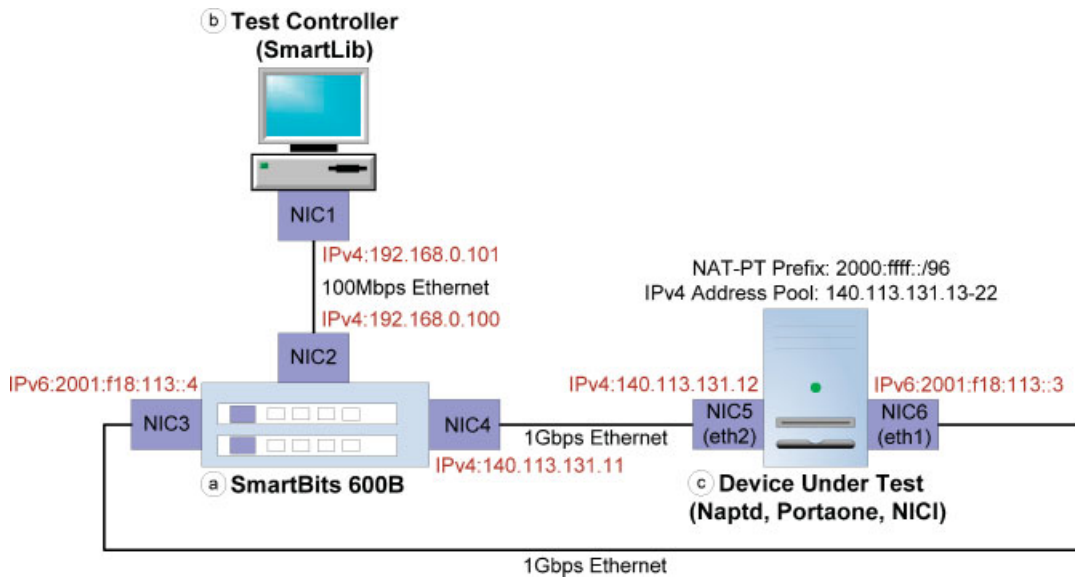 b Test Controller
(SmartLib)
NIC1
IPv4:192.168.0.101
100Mbps Ethernet
IPv4:192.168.0.100
NIC2
NAT-PT Prefix: 2000:ffff::/96
IPv4 Address Pool: 140.113.131.13-22
IPv6:2001:f18:113::4
NIC3
NIC4
IPv4:140.113.131.11
a SmartBits 600B
1Gbps Ethernet
IPv4:140.113.131.12
NIC5
(eth2)
IPv6:2001:f18:113::3
NIC6
(eth1)
c Device Under Test
(Naptd, Portaone, NICI)
1Gbps Ethernet